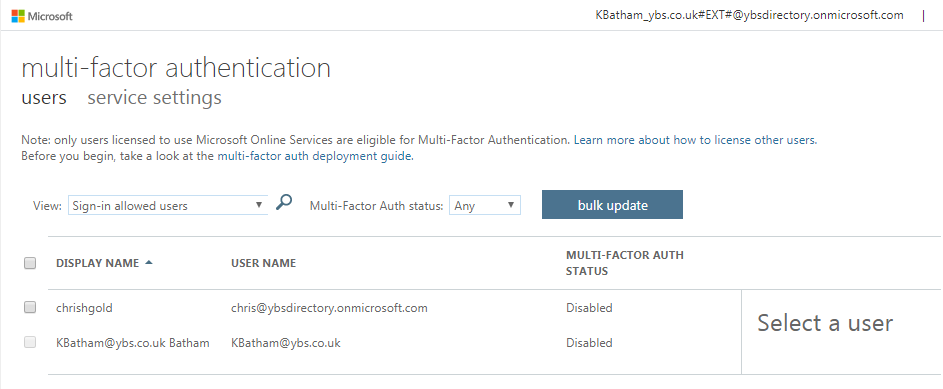 Microsoft
KBatham_ybs.co.uk#EXT#@ybsdirectory.onmicrosoft.com |
multi-factor authentication
users service settings
Note: only users licensed to use Microsoft Online Services are eligible for Multi-Factor Authentication. Learn more about how to license other users.
Before you begin, take a look at the multi-factor auth deployment guide.
View: Sign-in allowed users Multi-Factor Auth status: Any bulk update
DISPLAY NAME USER NAME MULTI-FACTOR AUTH
STATUS
chrishgold chris@ybsdirectory.onmicrosoft.com Disabled
Select a user
KBatham@ybs.co.uk Batham KBatham@ybs.co.uk Disabled